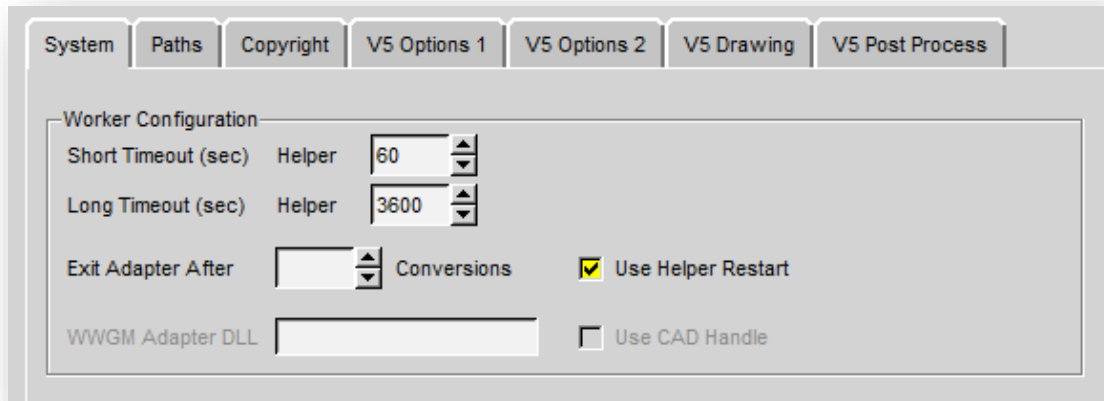 System Paths Copyright V5 Options 1 V5 Options 2 V5 Drawing V5 Post Process
Worker Configuration
Short Timeout (sec) Helper 60
Long Timeout (sec) Helper 3600
Exit Adapter After Conversions Use Helper Restart
WWGM Adapter DLL Use CAD Handle